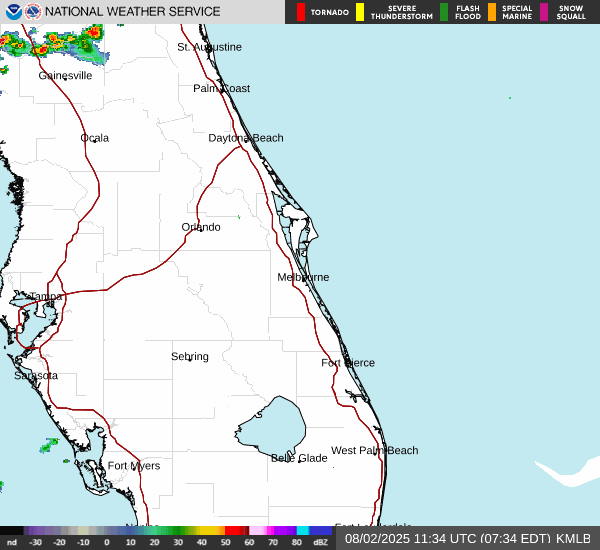 NATIONAL WEATHER SERVICE
TORNADO
SEVERE THUNDERSTORM
FLASH FLOOD
SPECIAL MARINE
SNOW SQUALL
St. Augustine
Gainesville
Palm Coast
Ocala
Daytona Beach
Orlando
Melbourne
Tampa
Sebring
Fort Pierce
Sarasota
West Palm Beach
Belle Glade
Fort Myers
nd -30 -20 -10 0 10 20 30 40 50 60 70 80 dBZ
08/02/2025 11:34 UTC (07:34 EDT) KMLB